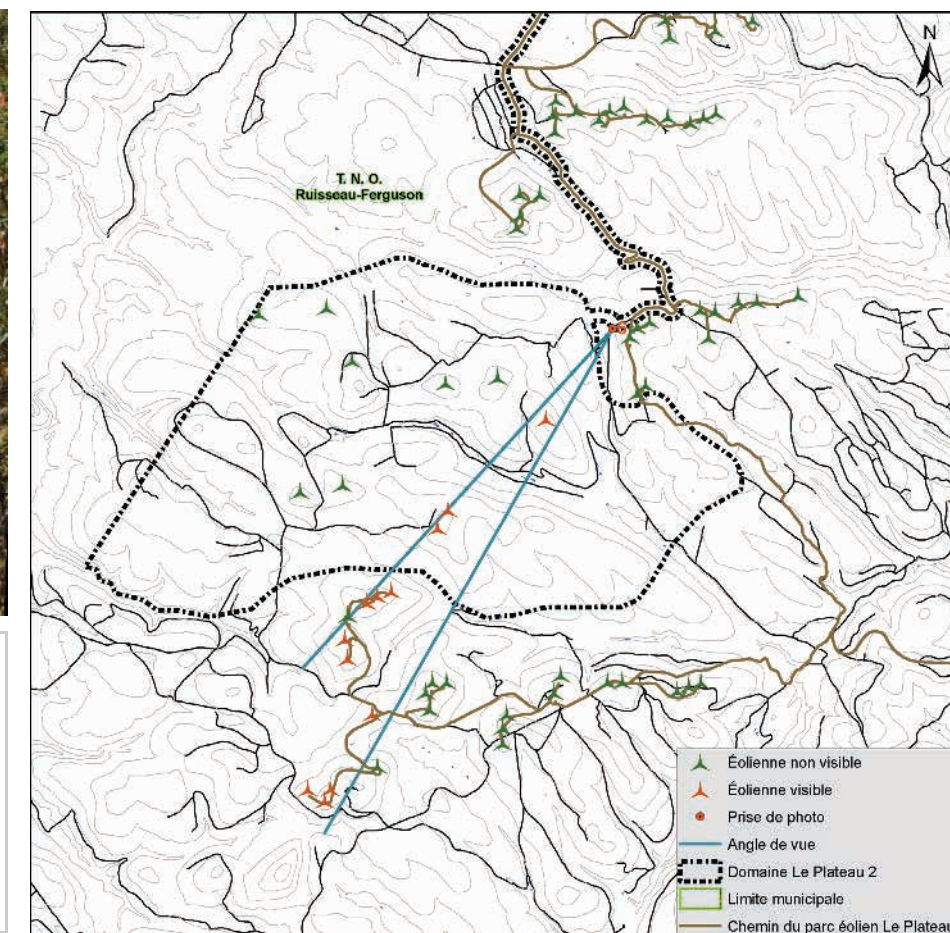 N
T. N. O.
Ruisseau-Ferguson
Éolienne non visible
Éolienne visible
Prise de photo
Angle de vue
Domaine Le Plateau 2
Limite municipale
Chemin du parc éolien Le Plateau